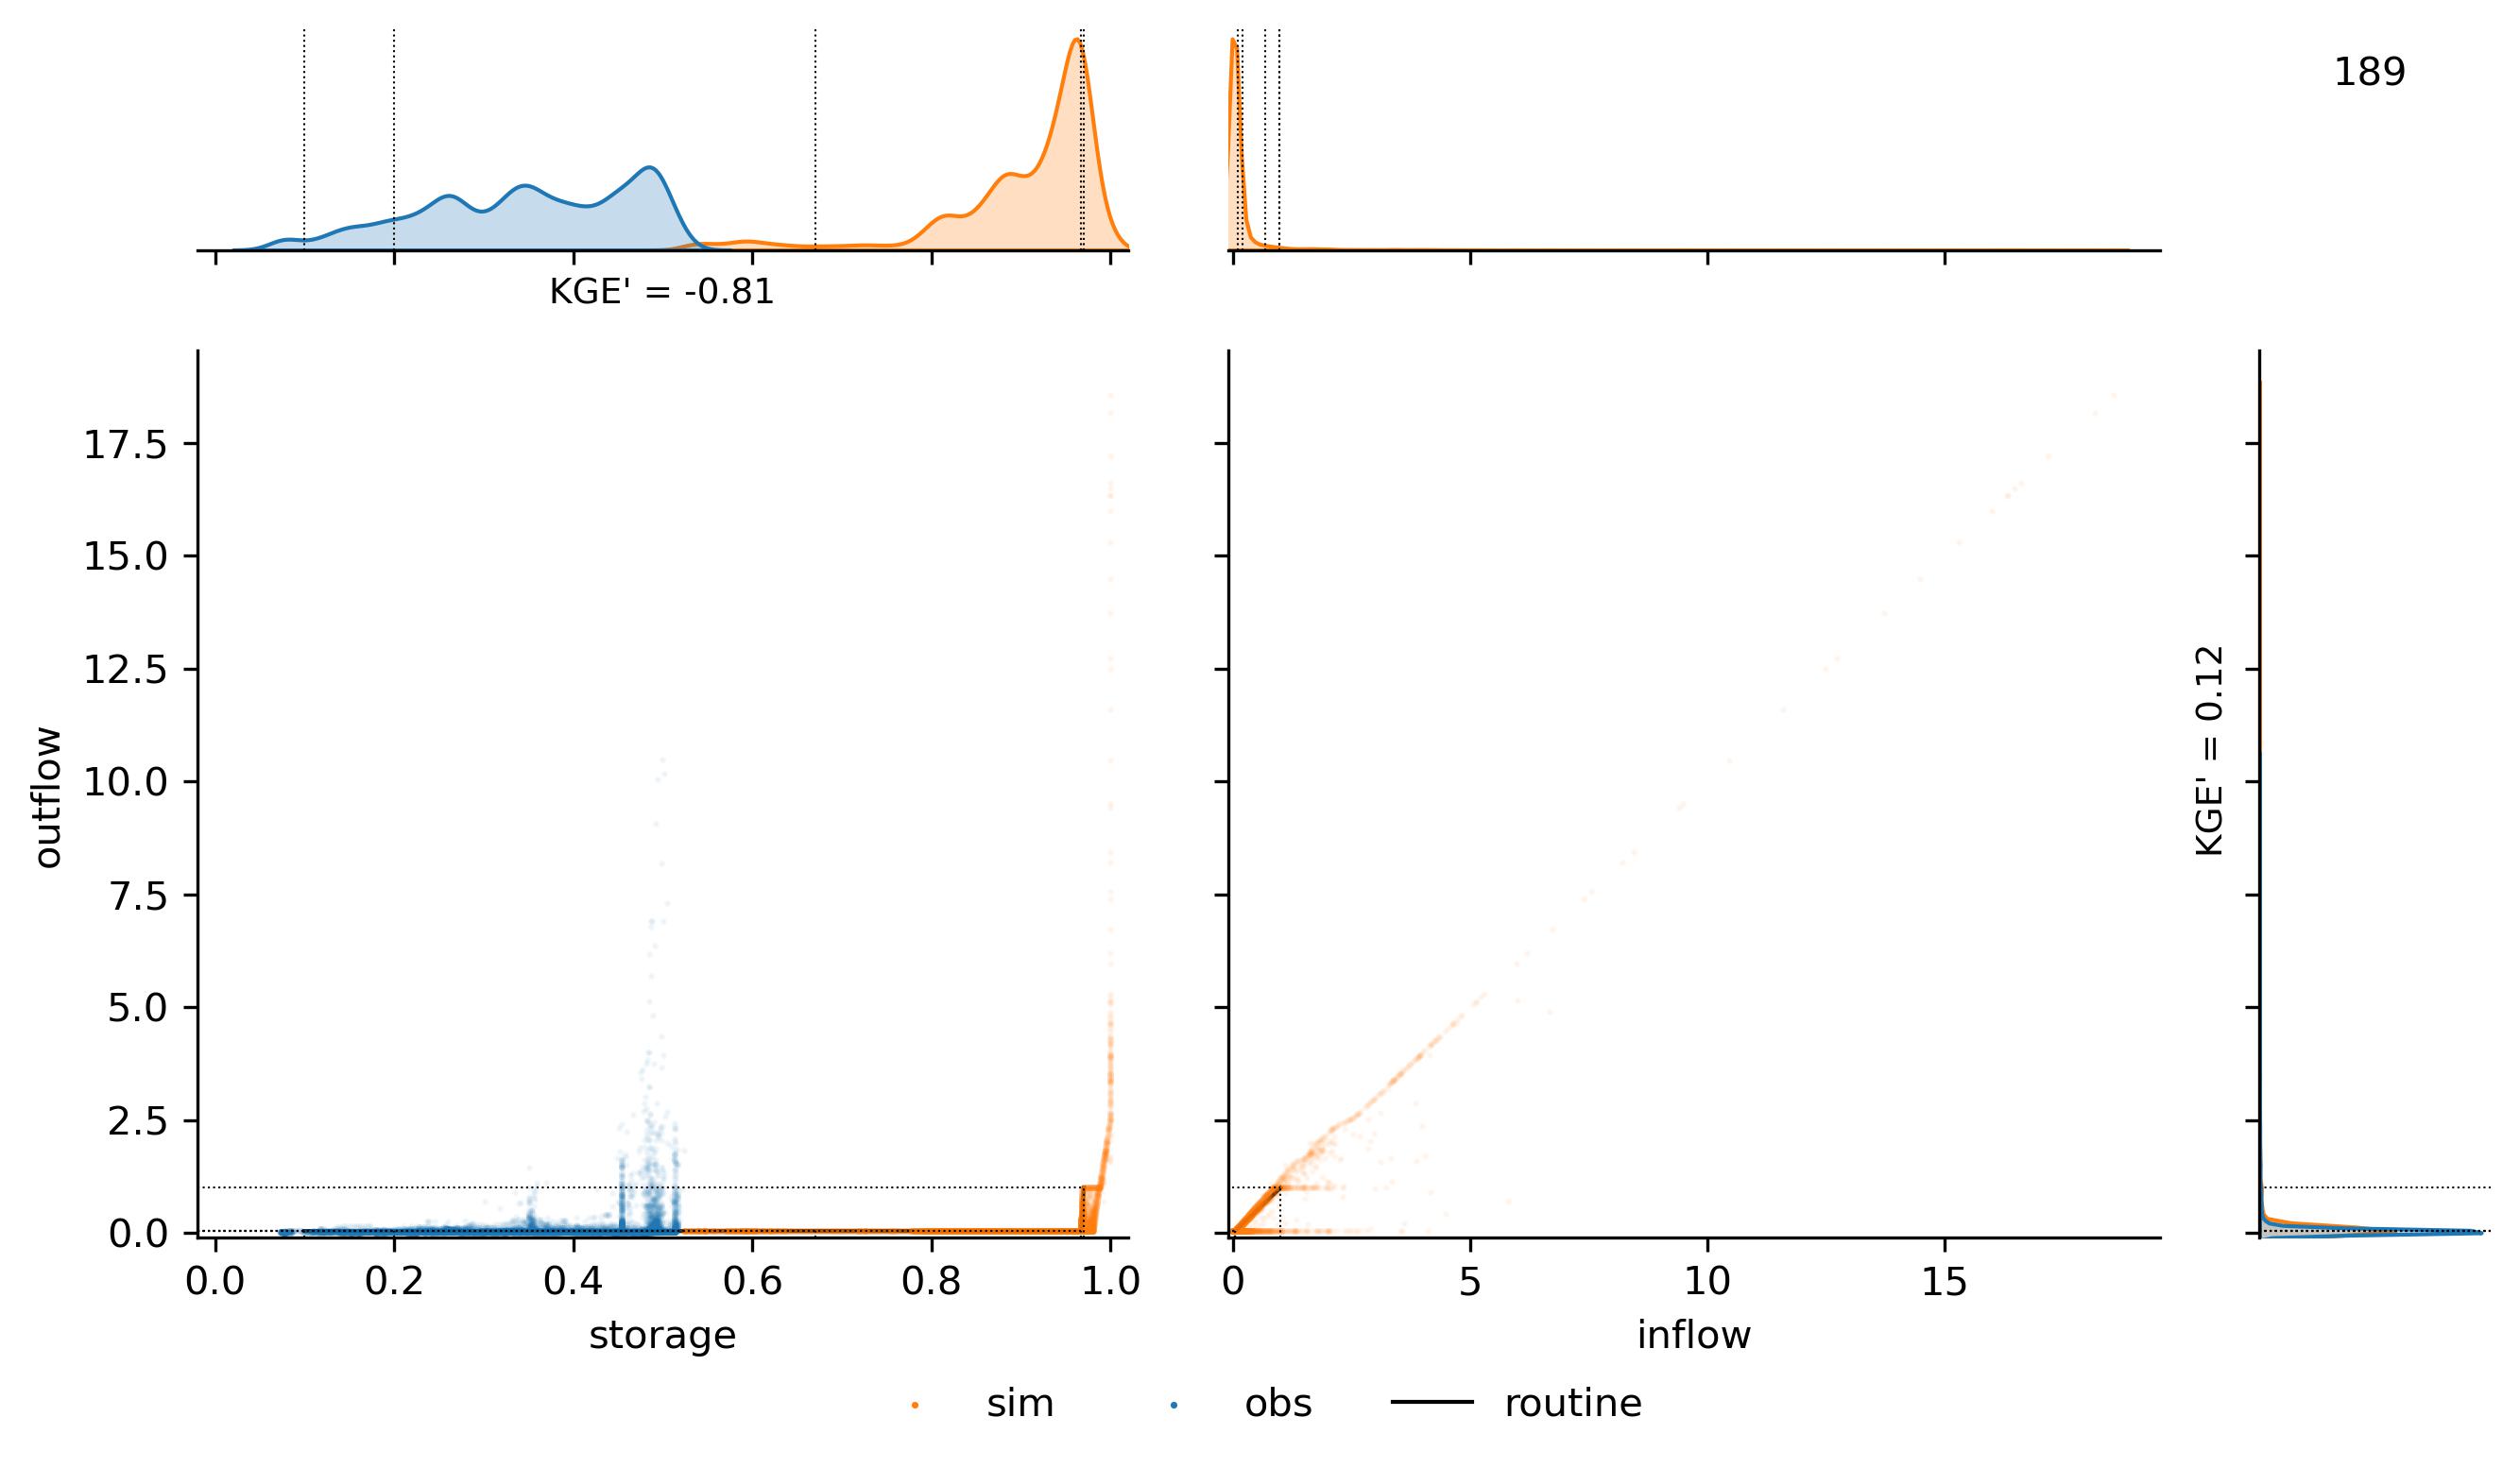 189
KGE' = -0.81
17.5
15.0
12.5
10.0
7.5
5.0
2.5
0.0
outflow
KGE' = 0.12
0.0 0.2 0.4 0.6 0.8 1.0
0 5 10 15
storage
inflow
sim obs routine